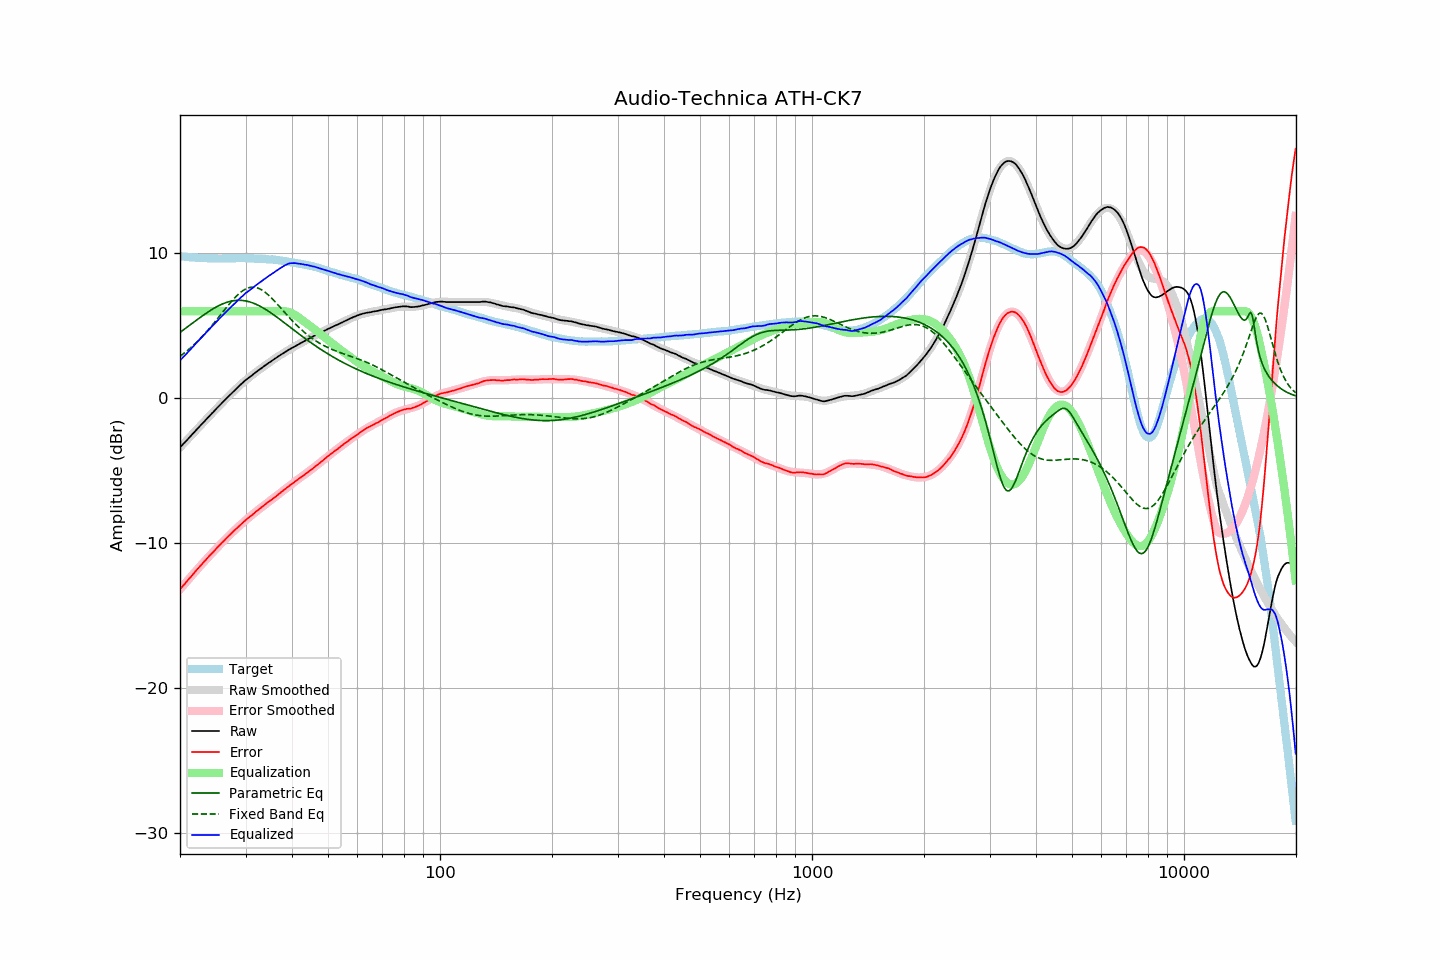 Audio-Technica ATH-CK7
Amplitude (dBr)
10
0
−10
−20
−30
Target
Raw Smoothed
Error Smoothed
Raw
Error
Equalization
Parametric Eq
Fixed Band Eq
Equalized
100
1000
10000
Frequency (Hz)